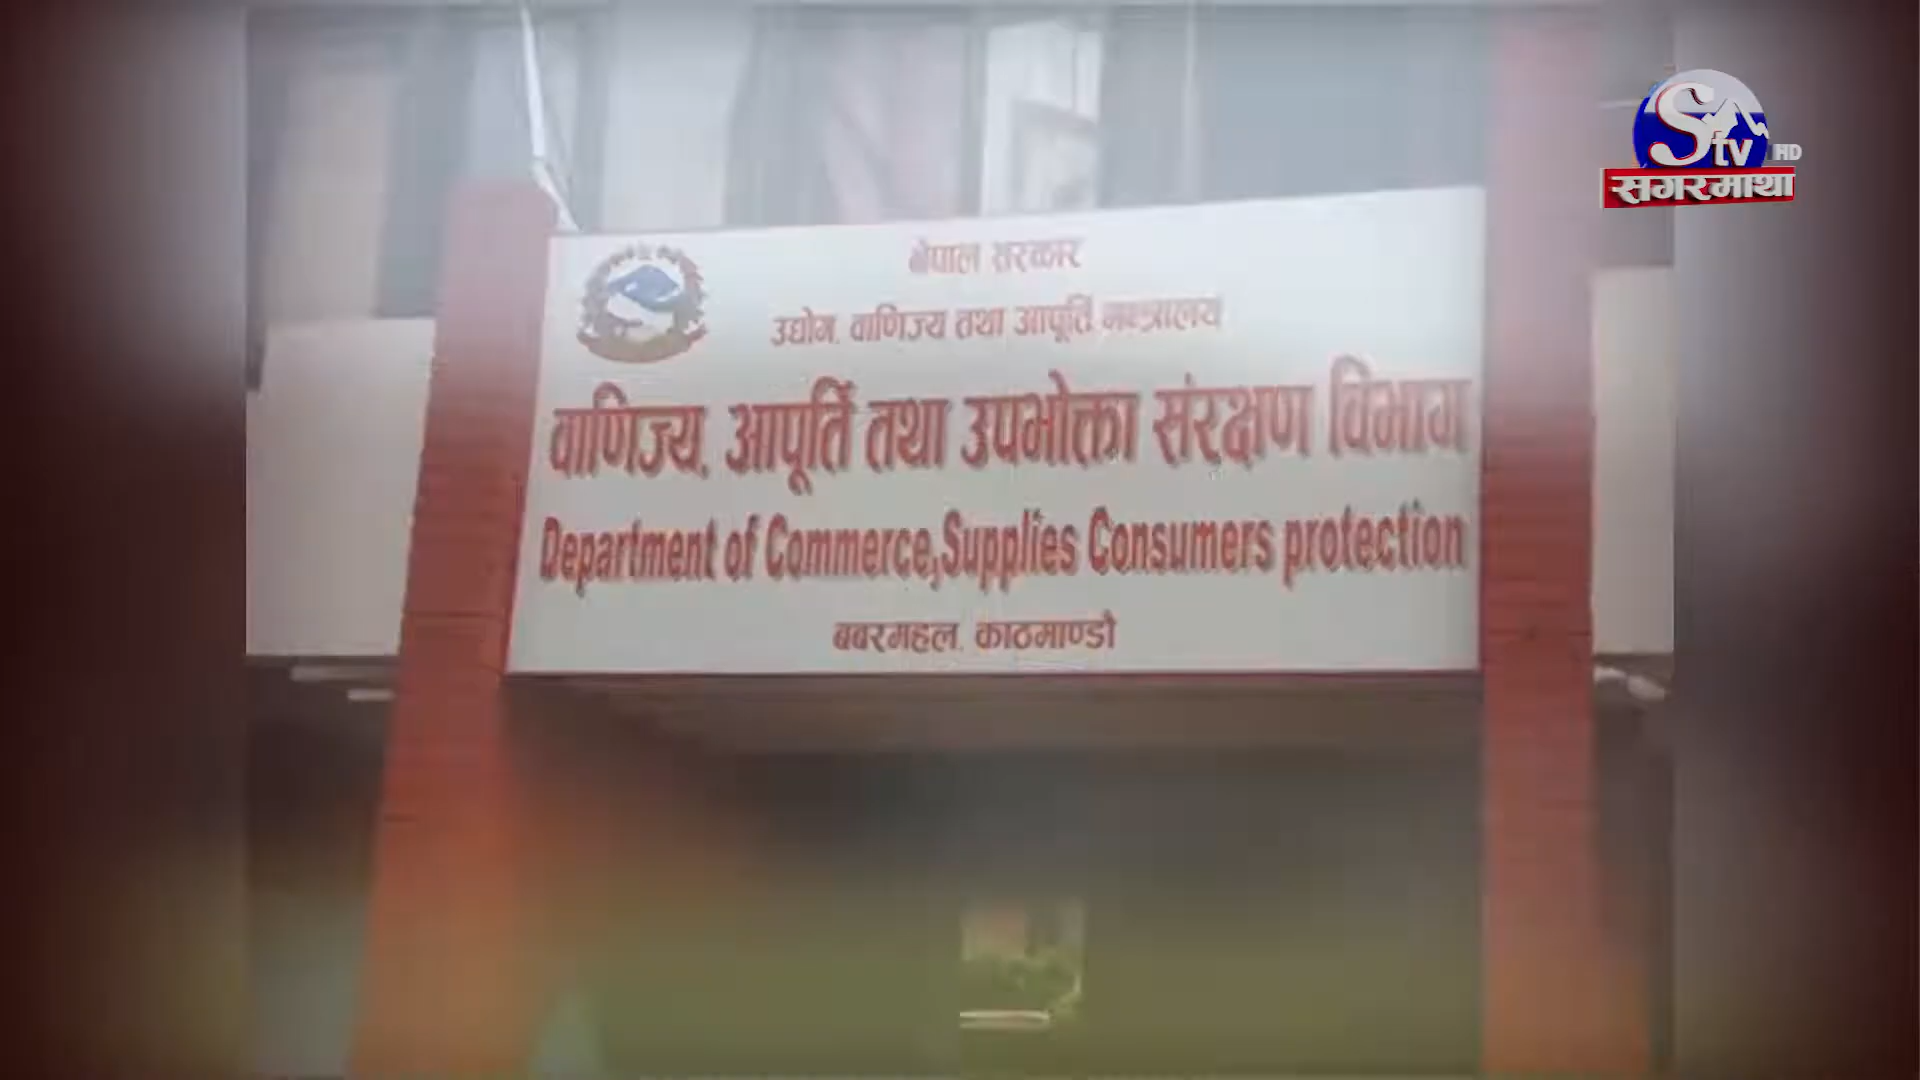 नेपाल सरकार
उद्योग, वाणिज्य तथा आपूर्ति मन्त्रालय
वाणिज्य, आपूर्ति तथा उपभोक्ता संरक्षण विभाग
Department of Commerce,Supplies Consumers protection
बबरमहल, काठमाण्डौ
STV HD
सगरमाथा